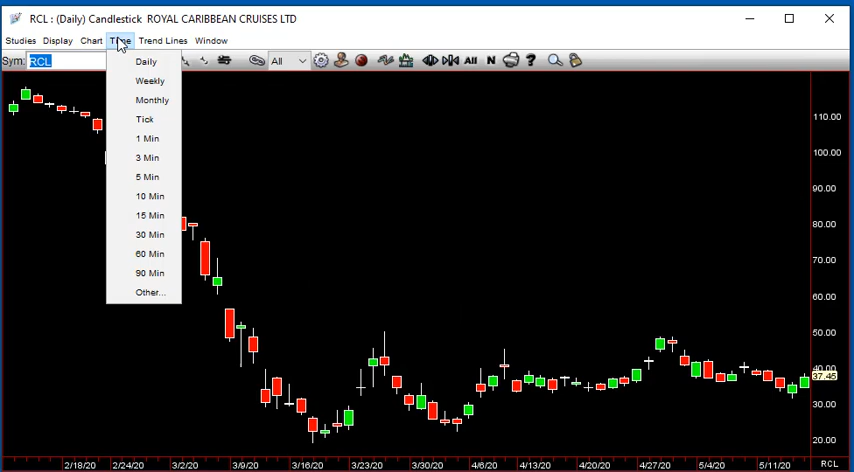 RCL : (Daily) Candlestick ROYAL CARIBBEAN CRUISES LTD
Studies Display Chart Time Trend Lines Window
Sym: RCL All All N ?
Daily
Weekly
Monthly
Tick
1 Min
3 Min
5 Min
10 Min
15 Min
30 Min
60 Min
90 Min
Other...
110.00
100.00
90.00
80.00
70.00
60.00
50.00
40.00
37.45
30.00
20.00
2/18/20 2/24/20 3/2/20 3/9/20 3/16/20 3/23/20 3/30/20 4/6/20 4/13/20 4/20/20 4/27/20 5/4/20 5/11/20 RCL